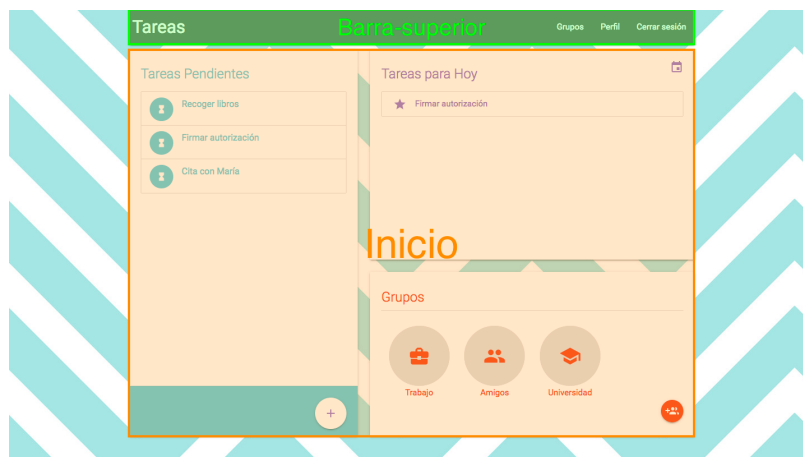 Tareas
Barra-superior
Grupos Perfil Cerrar sesión
Tareas Pendientes
Recoger libros
Firmar autorización
Cita con María
Tareas para Hoy
Firmar autorización
Inicio
Grupos
Trabajo Amigos Universidad